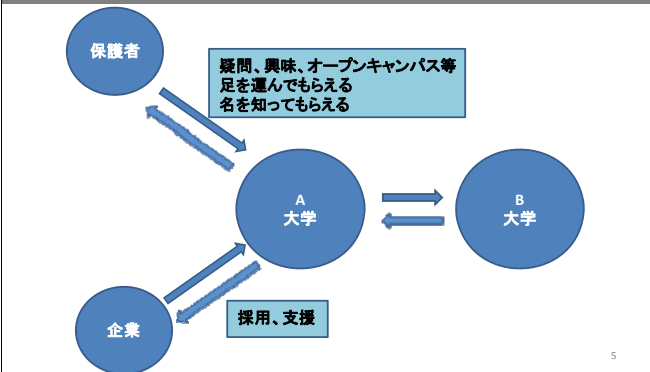 保護者
疑問、興味、オープンキャンパス等
足を運んでもらえる
名を知ってもらえる
A
大学
B
大学
企業
採用、支援
5